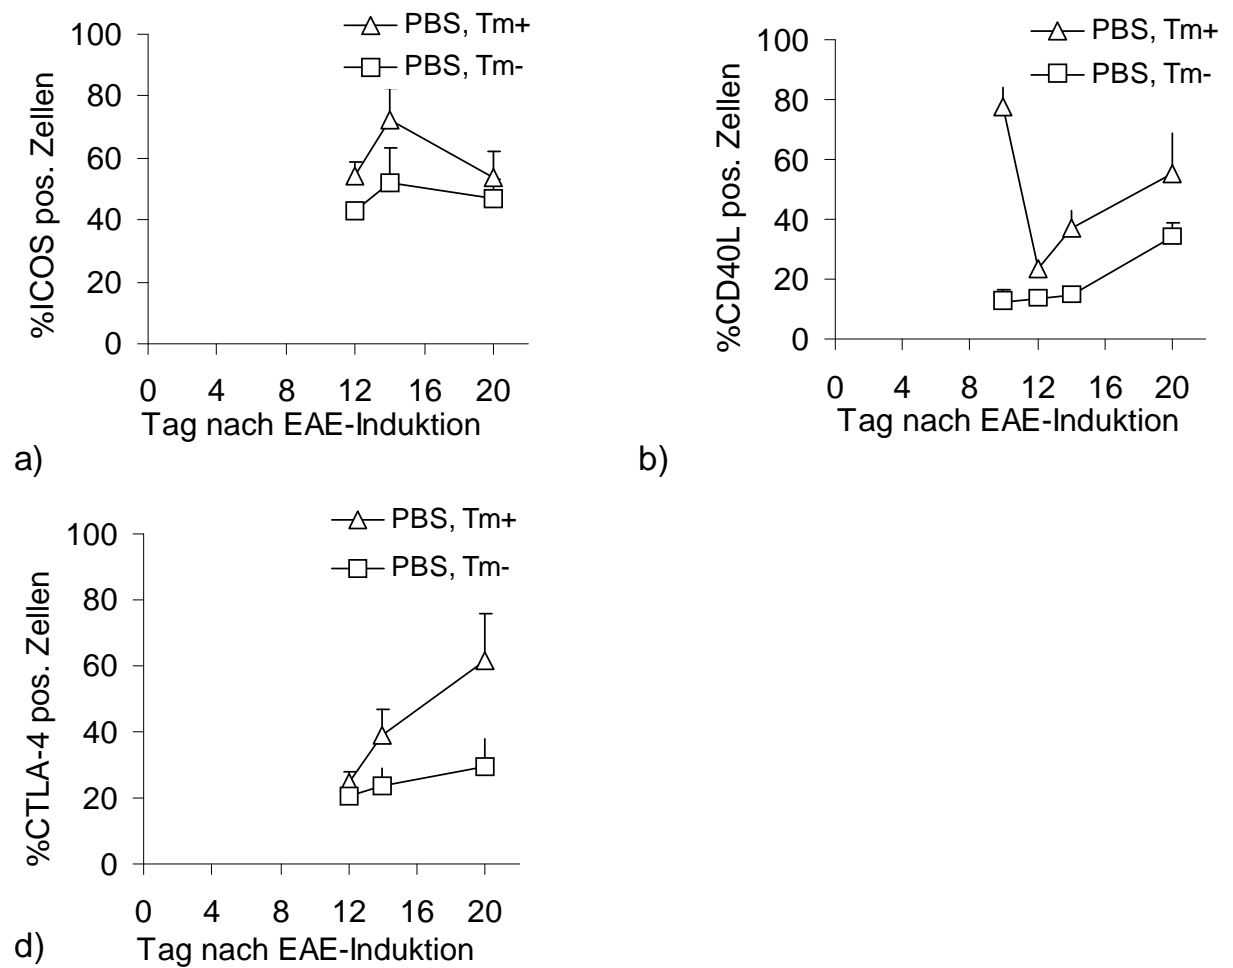 PBS, Tm+
PBS, Tm-
%ICOS pos. Zellen
100
80
60
40
20
0
0 4 8 12 16 20
Tag nach EAE-Induktion
a)
PBS, Tm+
PBS, Tm-
%CD40L pos. Zellen
100
80
60
40
20
0
0 4 8 12 16 20
Tag nach EAE-Induktion
b)
PBS, Tm+
PBS, Tm-
%CTLA-4 pos. Zellen
100
80
60
40
20
0
0 4 8 12 16 20
Tag nach EAE-Induktion
d)